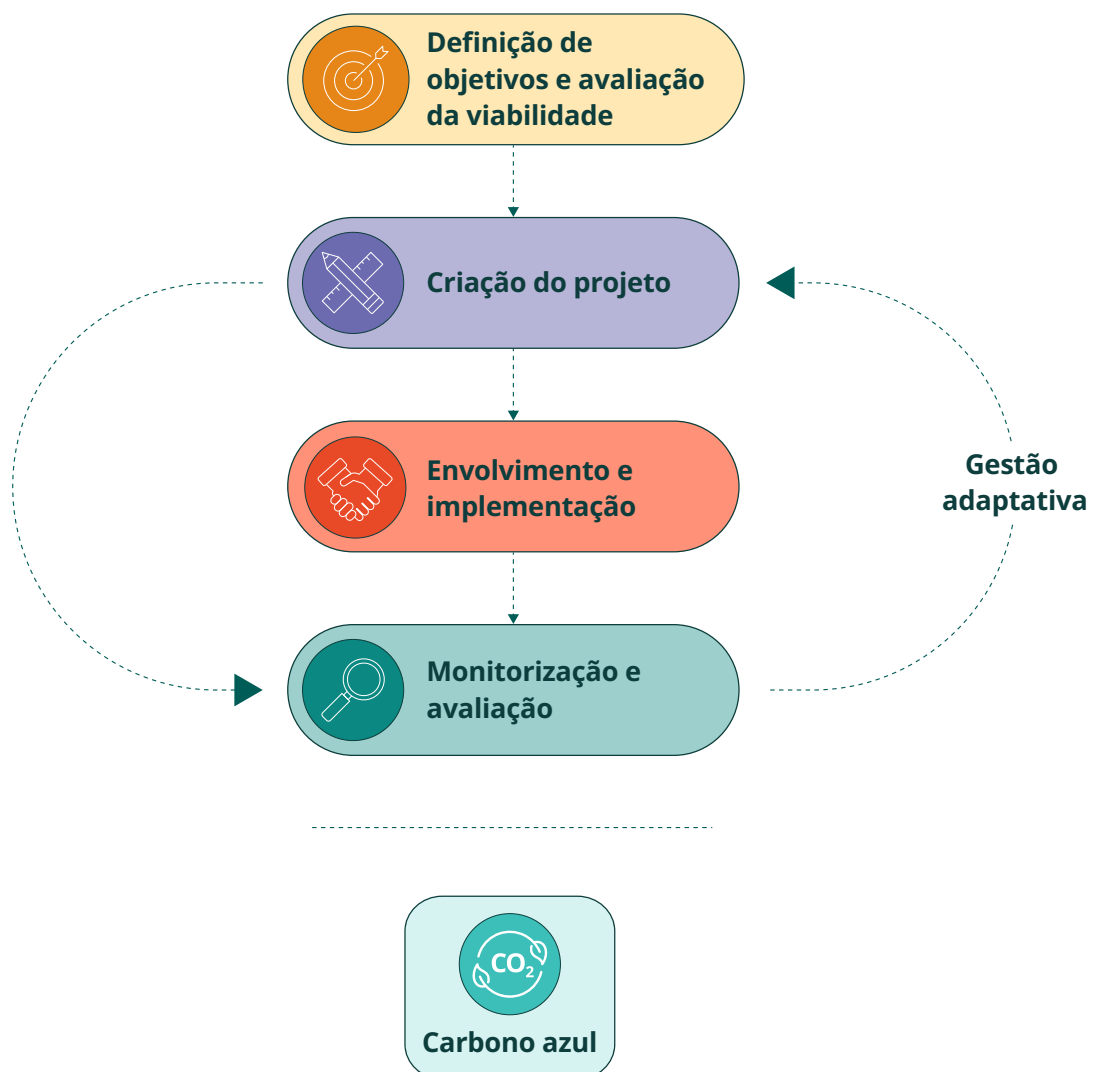 Definição de
objetivos e avaliação
da viabilidade
Criação do projeto
Envolvimento e
implementação
Gestão
adaptativa
Monitorização e
avaliação
CO2
Carbono azul